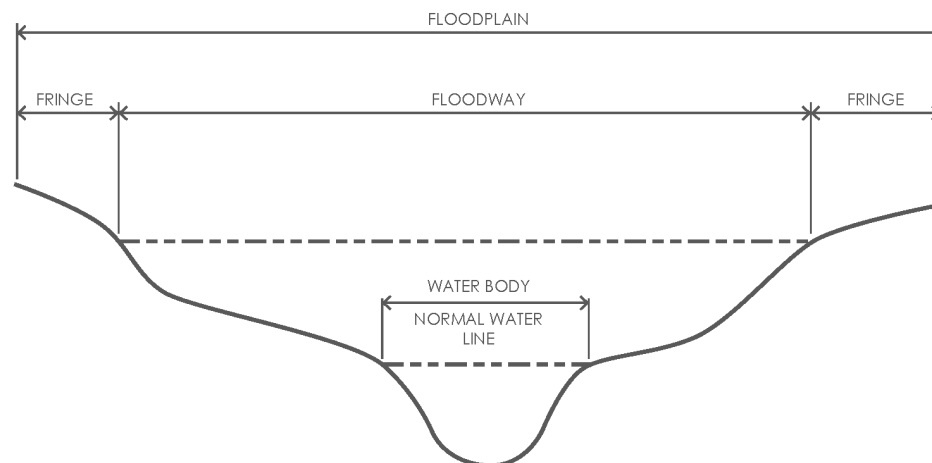 FLOODPLAIN
FRINGE
FLOODWAY
FRINGE
WATER BODY
NORMAL WATER
LINE